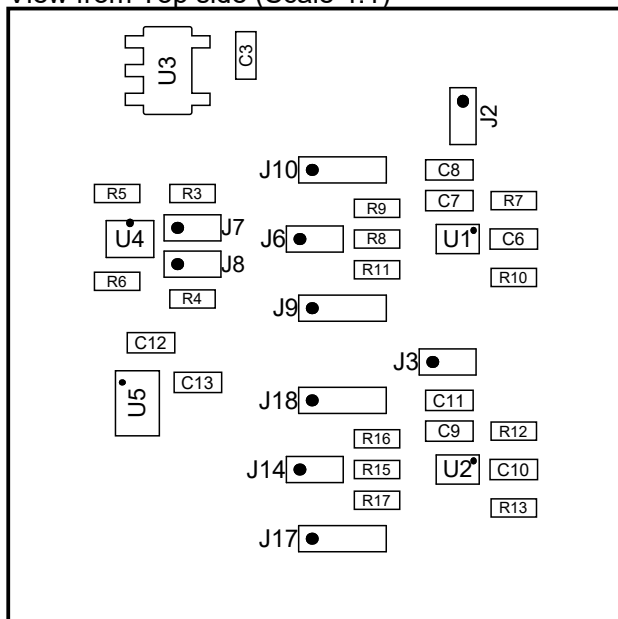 View from Top side (Scale 4:1)
U3
C3
J2
J10
C8
R5
R3
R9
C7
R7
U4
J7
J6
R8
U1
C6
J8
R11
R6
R4
R10
J9
C12
J3
U5
C13
J18
C11
R16
C9
R12
J14
R15
U2
C10
R17
R13
J17